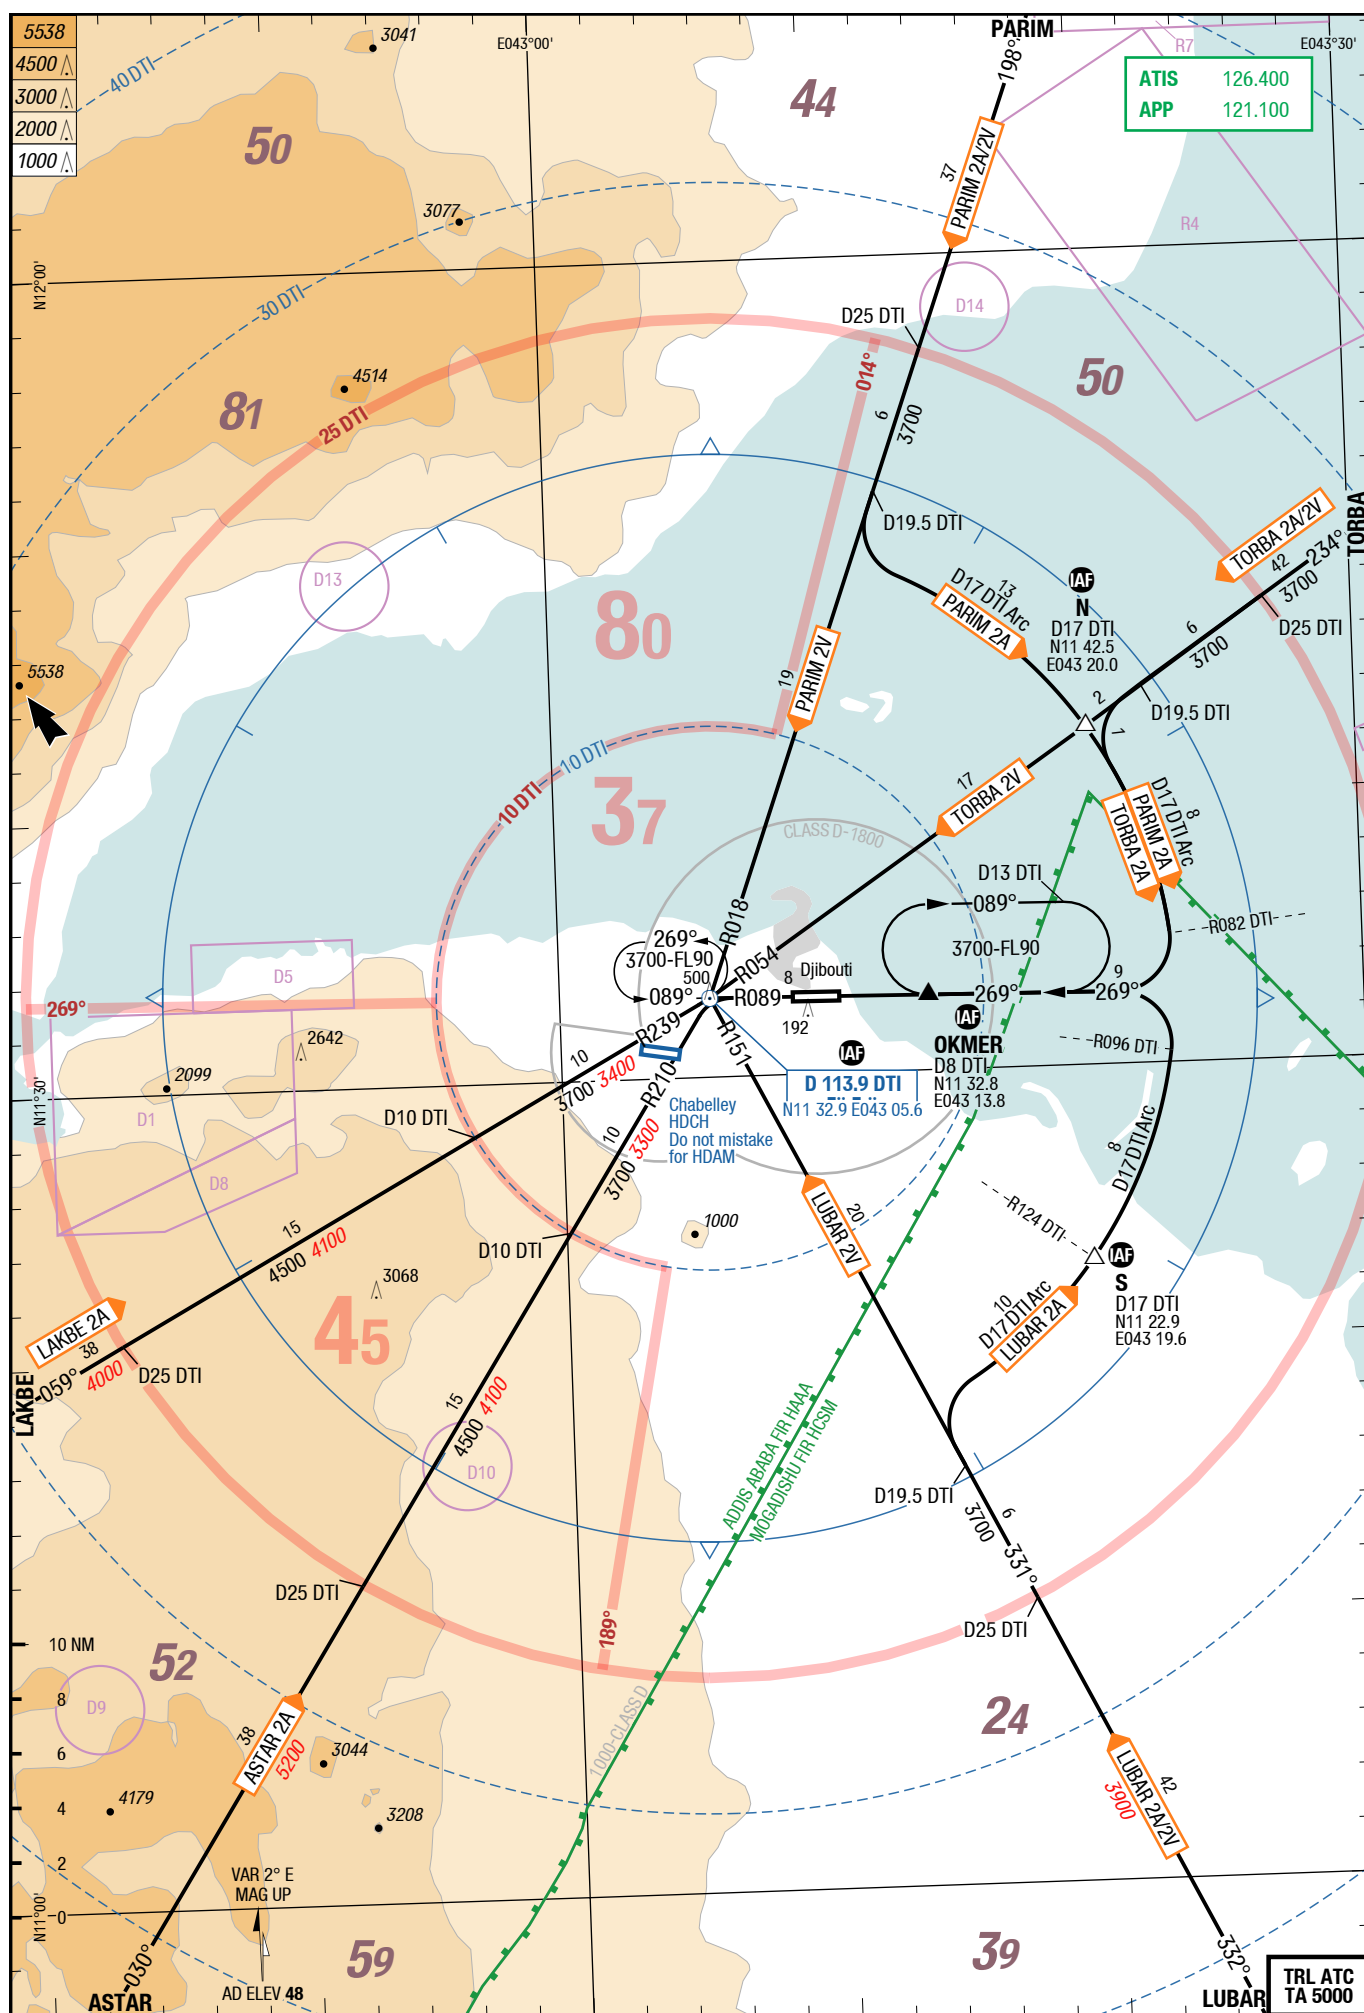 5538
4500
3000
2000
1000
3041
E043°00'
PARIM
E043°30'
40 DTI
198°
R7
ATIS 126.400
APP 121.100
44
50
37
PARIM 2A/2V
3077
R4
N12°00'
30 DTI
D14
D25 DTI
014°
50
4514
81
25 DTI
6
3700
TORBA 2A/2V
TORBA
D19.5 DTI
42
234°
3700
D13
13
D17 DTI Arc
PARIM 2A
IAF
N
D17 DTI
N11 42.5
E043 20.0
D25 DTI
6
3700
80
5538
19
PARIM 2V
2
D19.5 DTI
1
10 DTI
10 DTI
17
TORBA 2V
37
CLASS D-1800
D17 DTI Arc
8
PARIM 2A
TORBA 2A
D13 DTI
089°
R018
R082 DTI
269°
3700-FL90
500
089°
R054
3700-FL90
D5
8
Djibouti
R089
269°
9
269°
269°
192
IAF
OKMER
D8 DTI
N11 32.8
E043 13.8
IAF
R096 DTI
R239
R151
2642
2099
10
3700
3400
R210
D 113.9 DTI
N11 32.9 E043 05.6
N11°30'
D1
D10 DTI
Chabelley
HDCH
Do not mistake
for HDAM
10
3700
3300
8
D17 DTI Arc
D8
1000
LUBAR 2V
20
R124 DTI
15
4500
4100
D10 DTI
IAF
S
D17 DTI
N11 22.9
E043 19.6
3068
45
10
D17 DTI Arc
LUBAR 2A
LAKBE 2A
38
059°
4000
D25 DTI
LAKBE
15
4500
4100
ADDIS ABABA FIR HAAA
MOGADISHU FIR HCSM
D10
D19.5 DTI
6
3700
331°
D25 DTI
189°
D25 DTI
10 NM
52
8
D9
24
1000-CLASS D
38
ASTAR 2A
5200
6
3044
42
LUBAR 2A/2V
3900
4179
4
3208
2
VAR 2° E
MAG UP
N11°00'
0
59
39
030°
332°
AD ELEV 48
ASTAR
LUBAR
TRL ATC
TA 5000